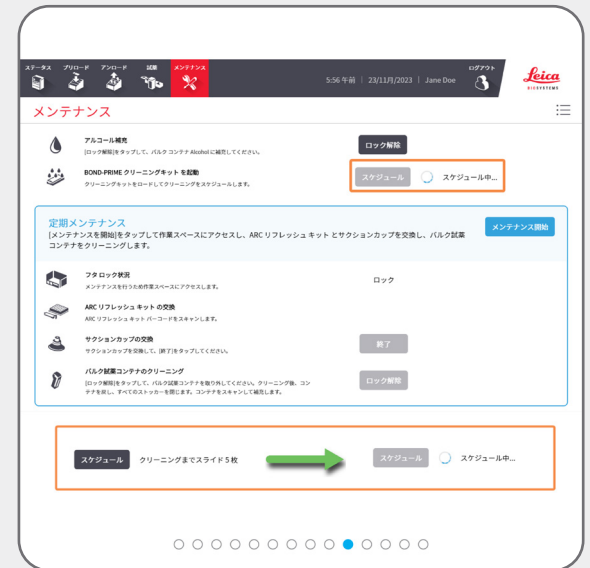 ステータス プリロード アンロード 試薬 メンテナンス
5:56 午前 | 23/11月/2023 | Jane Doe
ログアウト
Leica
BIOSYSTEMS
メンテナンス
アルコール補充
[ロック解除]をタップして、バルク コンテナ Alcohol に補充してください。
ロック解除
BOND-PRIME クリーニングキット を起動
クリーニングキットをロードしてクリーニングをスケジュールします。
スケジュール スケジュール中...
定期メンテナンス
[メンテナンスを開始]をタップして作業スペースにアクセスし、ARC リフレッシュ キット とサクションカップを交換し、バルク試薬
コンテナをクリーニングします。
メンテナンス開始
フタ ロック状況
メンテナンスを行うため作業スペースにアクセスします。
ロック
ARC リフレッシュ キット の交換
ARC リフレッシュ キット バーコードをスキャンします。
サクションカップの交換
サクションカップを交換して、[終了]をタップしてください。
終了
バルク試薬コンテナのクリーニング
[ロック解除]をタップして、バルク試薬コンテナを取り外してください。クリーニング後、コン
テナを戻し、すべてのストッカーを閉じます。コンテナをスキャンして補充します。
ロック解除
スケジュール クリーニングまでスライド 5 枚 スケジュール スケジュール中...